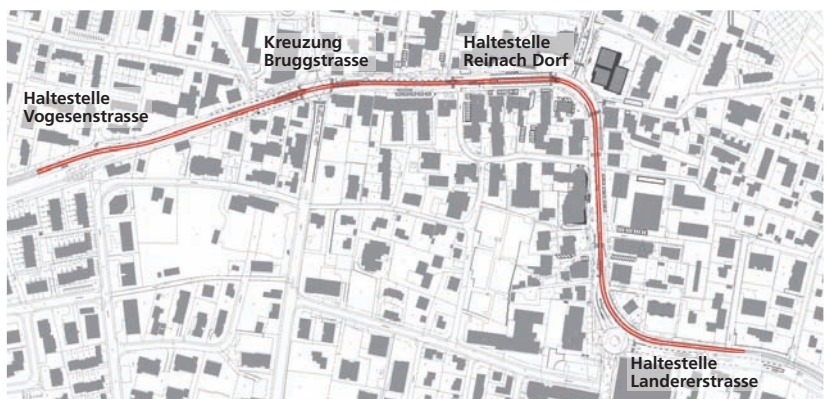 Kreuzung
Bruggstrasse
Haltestelle
Reinach Dorf
Haltestelle
Vogesenstrasse
Haltestelle
Landererstrasse